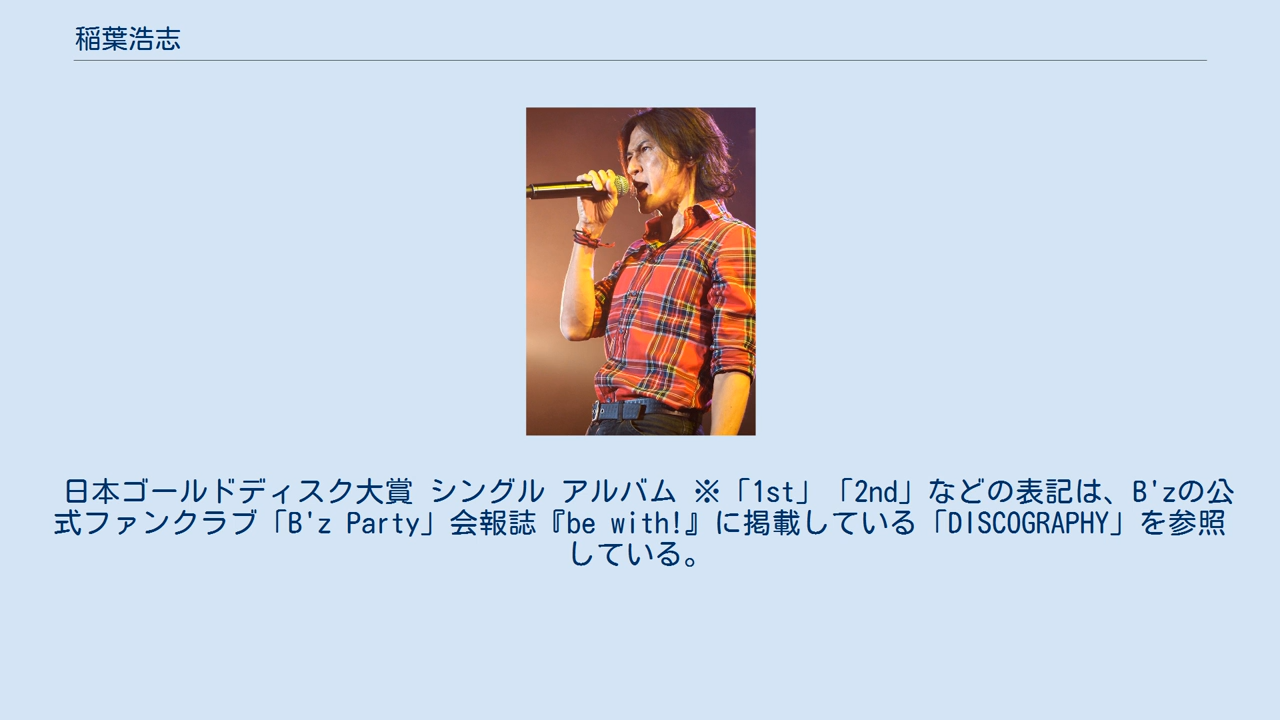 稲葉浩志
日本ゴールドディスク大賞 シングル アルバム ※「1st」「2nd」などの表記は、B'zの公
式ファンクラブ「B'z Party」会報誌『be with!』に掲載している「DISCOGRAPHY」を参照
している。